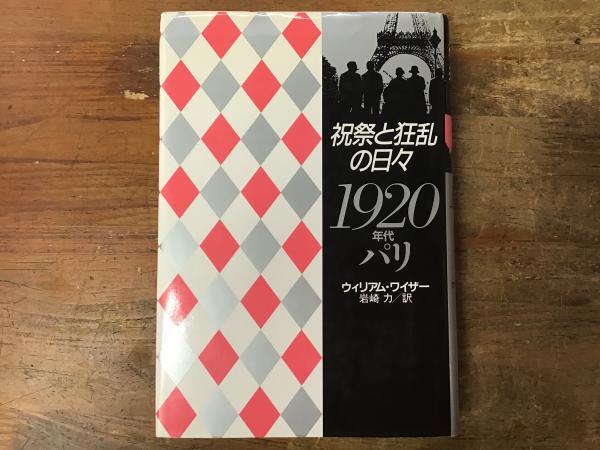 祝祭と狂乱
の日々
1920
年代
パリ
ウィリアム・ワイザー
岩崎 力/訳